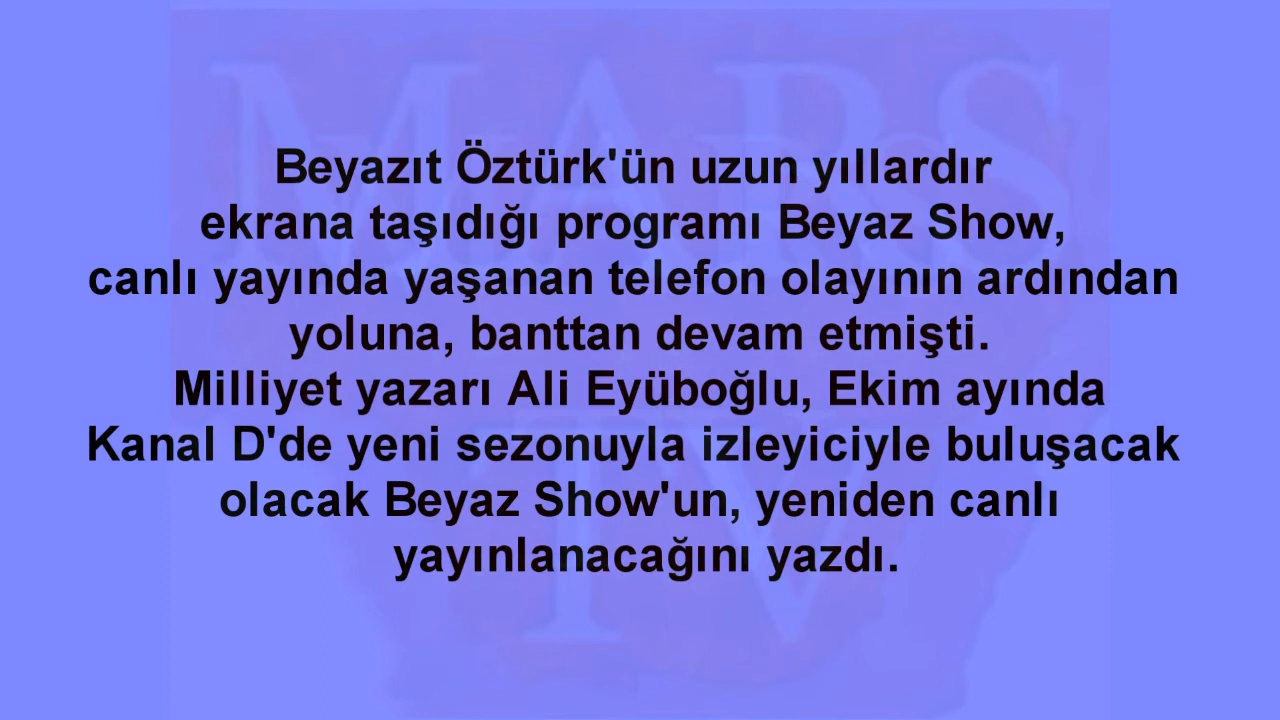 MARS
Beyazıt Öztürk'ün uzun yıllardır
ekrana taşıdığı programı Beyaz Show,
canlı yayında yaşanan telefon olayının ardından
yoluna, banttan devam etmişti.
Milliyet yazarı Ali Eyüboğlu, Ekim ayında
Kanal D'de yeni sezonuyla izleyiciyle buluşacak
olacak Beyaz Show'un, yeniden canlı
yayınlanacağını yazdı.
TV